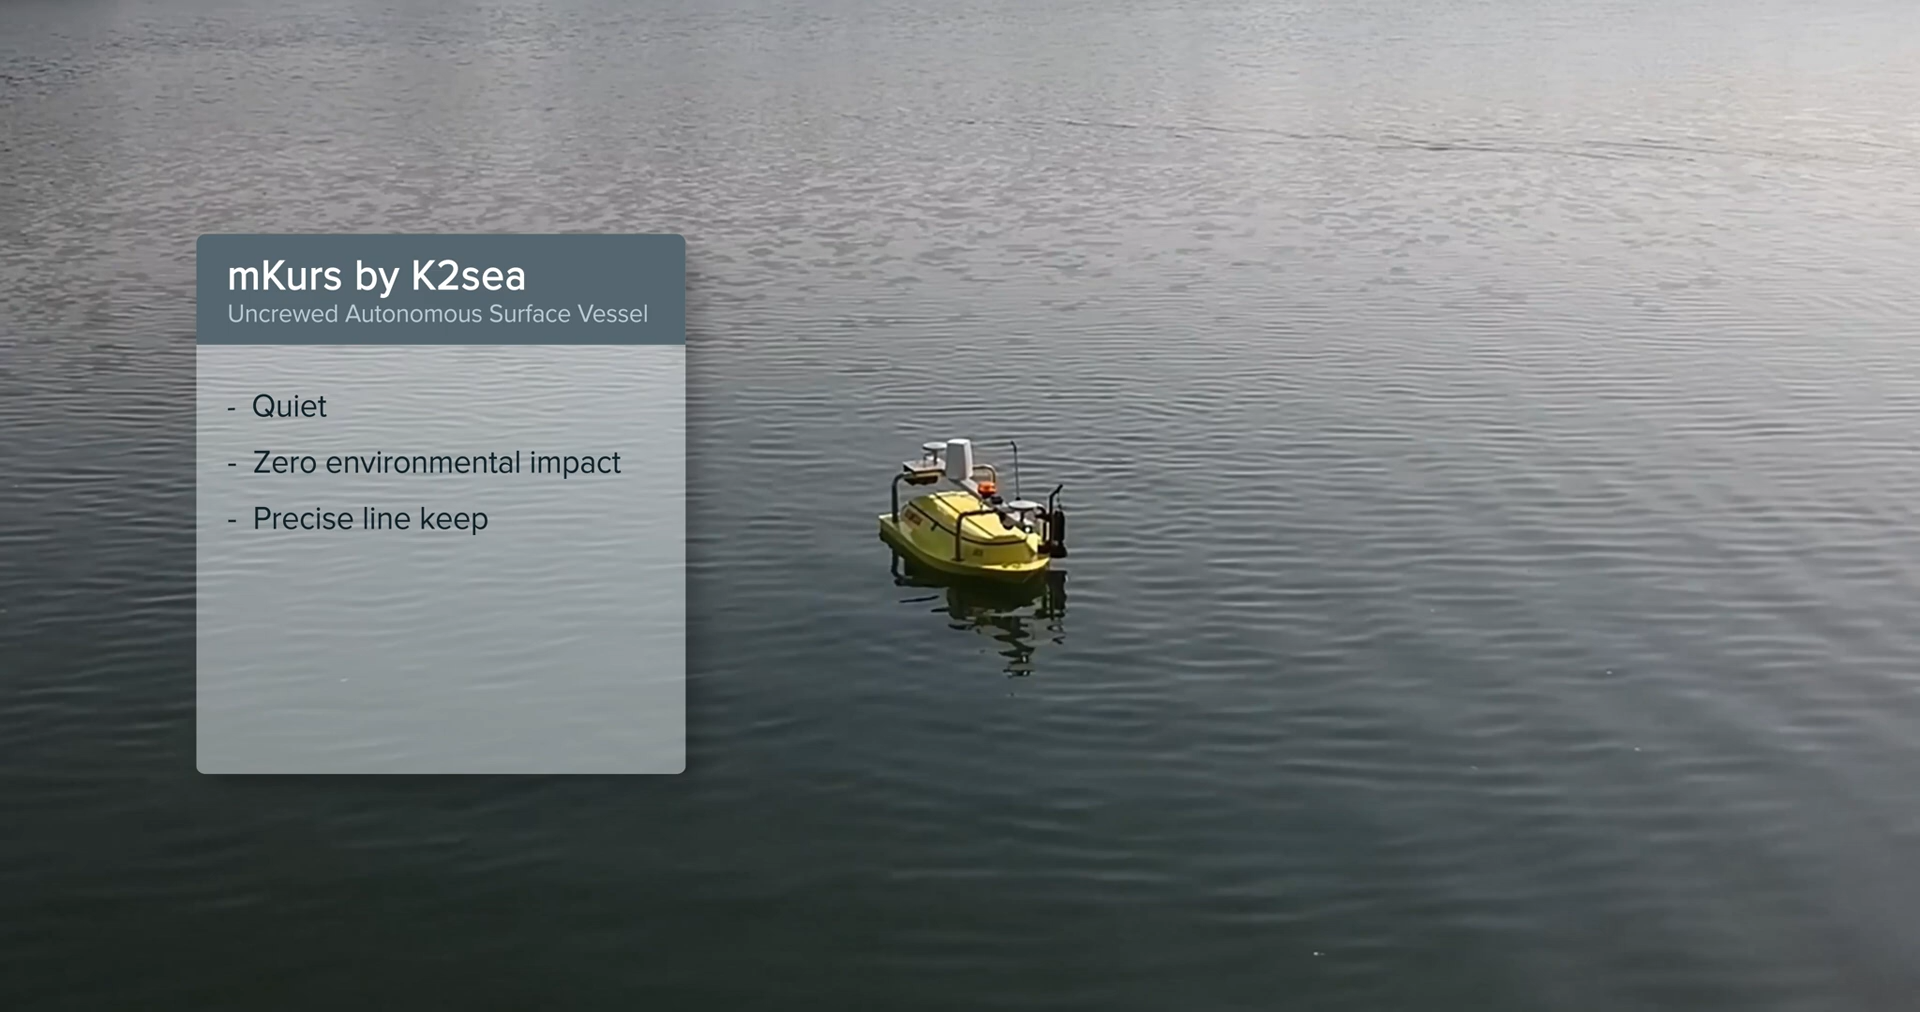 mKurs by K2sea
Uncrewed Autonomous Surface Vessel
- Quiet
- Zero environmental impact
- Precise line keep